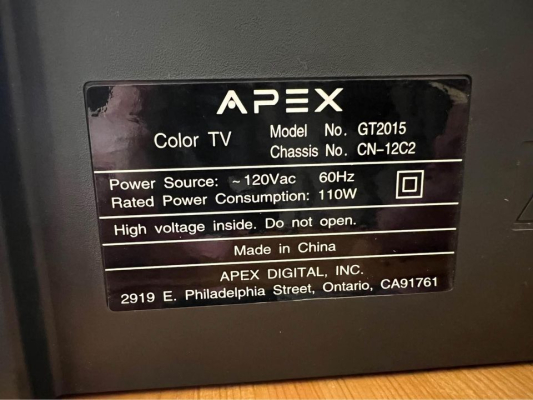 APEX
Color TV Model No. GT2015
Chassis No. CN-12C2
Power Source: ~120Vac 60Hz
Rated Power Consumption: 110W
High voltage inside. Do not open.
Made in China
APEX DIGITAL, INC.
2919 E. Philadelphia Street, Ontario, CA91761